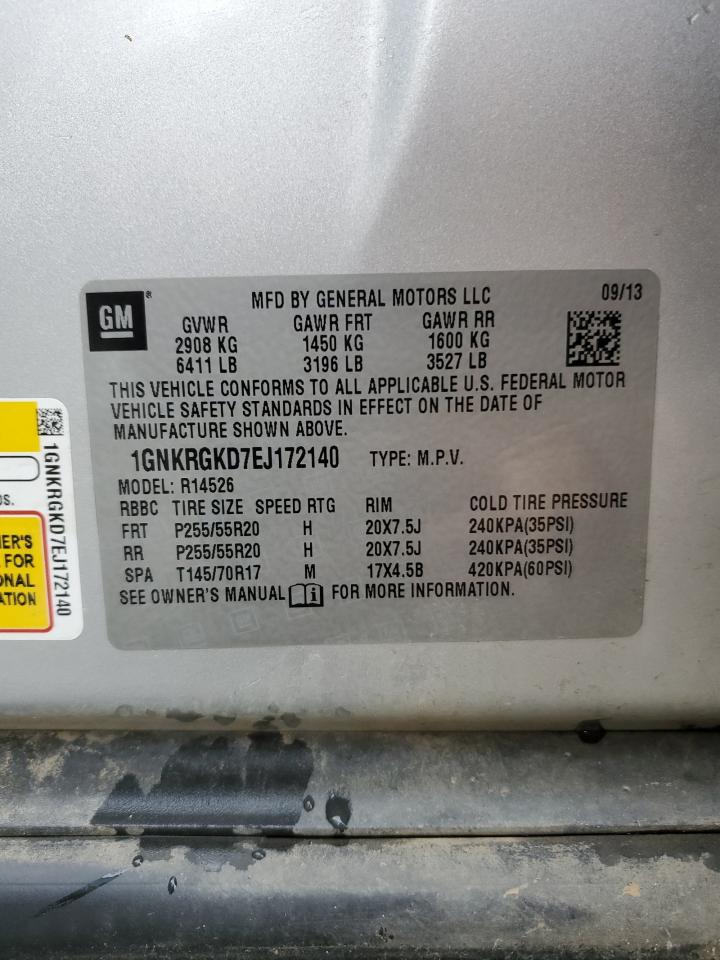 GM
MFD BY GENERAL MOTORS LLC 09/13
GVWR GAWR FRT GAWR RR
2908 KG 1450 KG 1600 KG
6411 LB 3196 LB 3527 LB
THIS VEHICLE CONFORMS TO ALL APPLICABLE U.S. FEDERAL MOTOR
VEHICLE SAFETY STANDARDS IN EFFECT ON THE DATE OF
MANUFACTURE SHOWN ABOVE.
1GNKRGKD7EJ172140 TYPE: M.P.V.
MODEL: R14526
RBBC TIRE SIZE SPEED RTG RIM COLD TIRE PRESSURE
FRT P255/55R20 H 20X7.5J 240KPA(35PSI)
RR P255/55R20 H 20X7.5J 240KPA(35PSI)
SPA T145/70R17 M 17X4.5B 420KPA(60PSI)
SEE OWNER'S MANUAL i FOR MORE INFORMATION.
1GNKRGKD7EJ172140
FOR